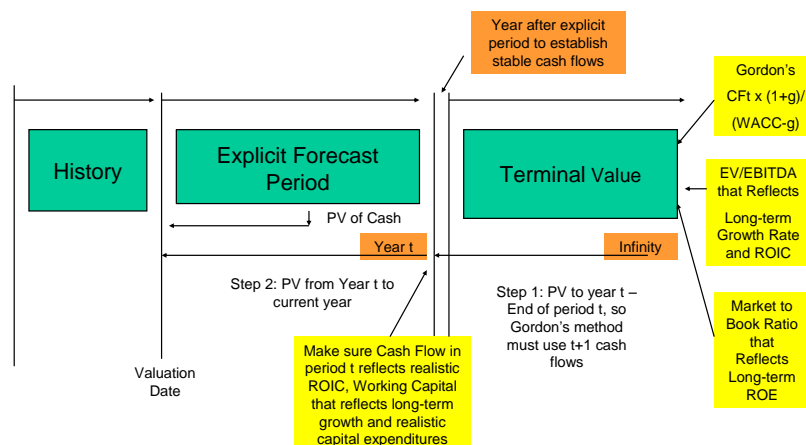 Year after explicit
period to establish
stable cash flows
Gordon's
CFt x (1+g)/
(WACC-g)
History
Explicit Forecast
Period
Terminal Value
EV/EBITDA
that Reflects
Long-term
Growth Rate
and ROIC
PV of Cash
Year t
Infinity
Step 2: PV from Year t to
current year
Step 1: PV to year t –
End of period t, so
Gordon's method
must use t+1 cash
flows
Market to
Book Ratio
that
Reflects
Long-term
ROE
Valuation
Date
Make sure Cash Flow in
period t reflects realistic
ROIC, Working Capital
that reflects long-term
growth and realistic
capital expenditures